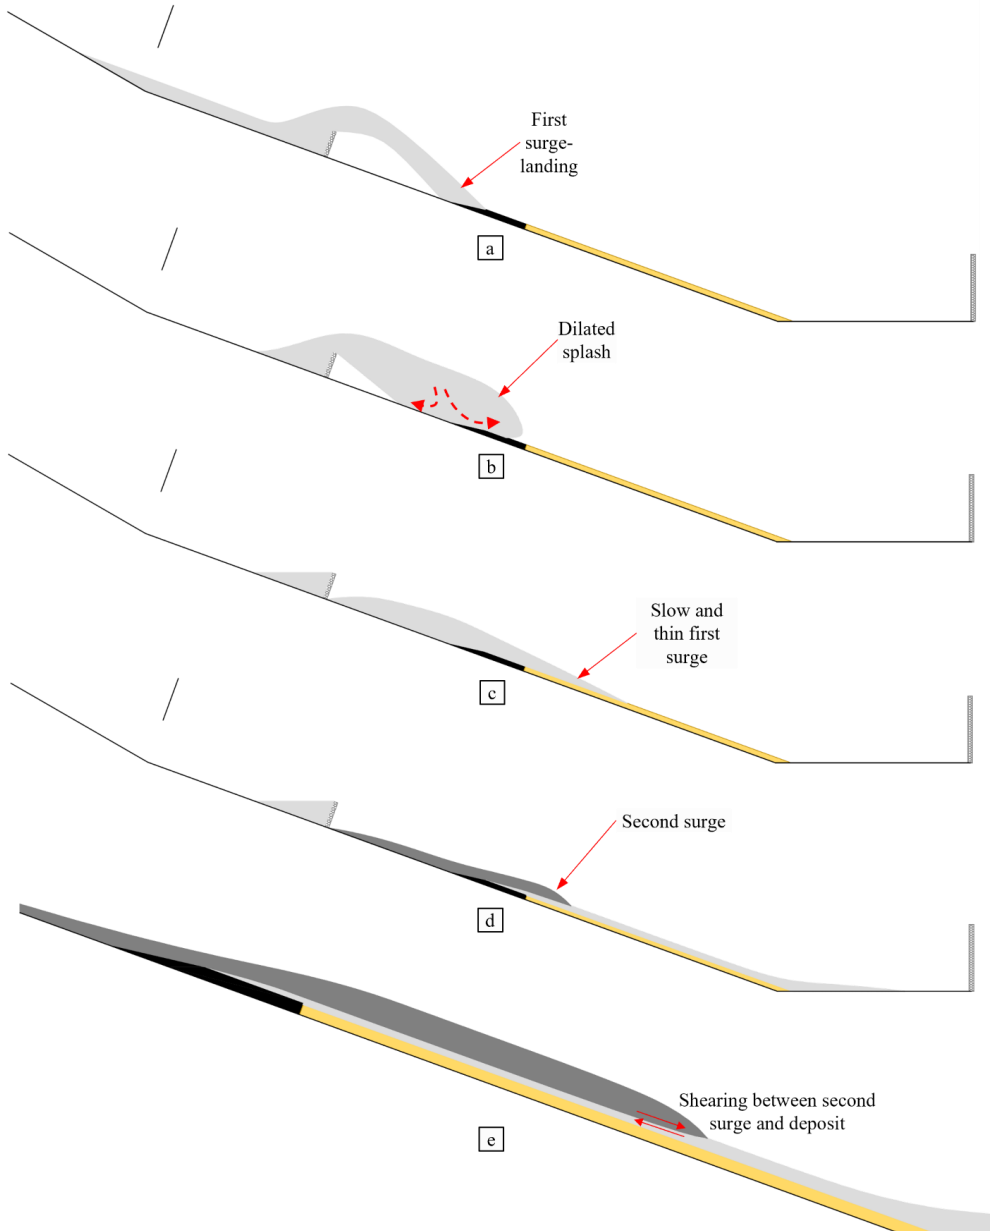 First
surge-
landing
a
Dilated
splash
b
Slow and
thin first
surge
c
Second surge
d
Shearing between second
surge and deposit
e